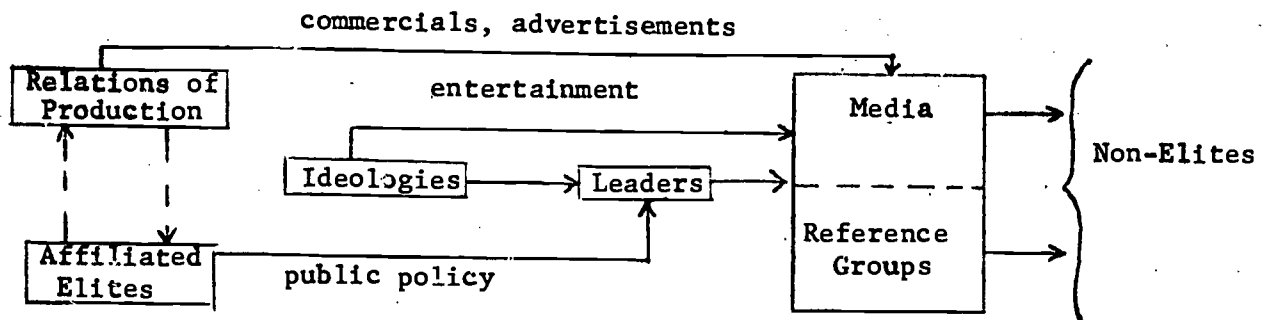 commercials, advertisements
Relations of
Production
entertainment
Media
Non-Elites
Ideologies
Leaders
Reference
Groups
Affiliated
Elites
public policy